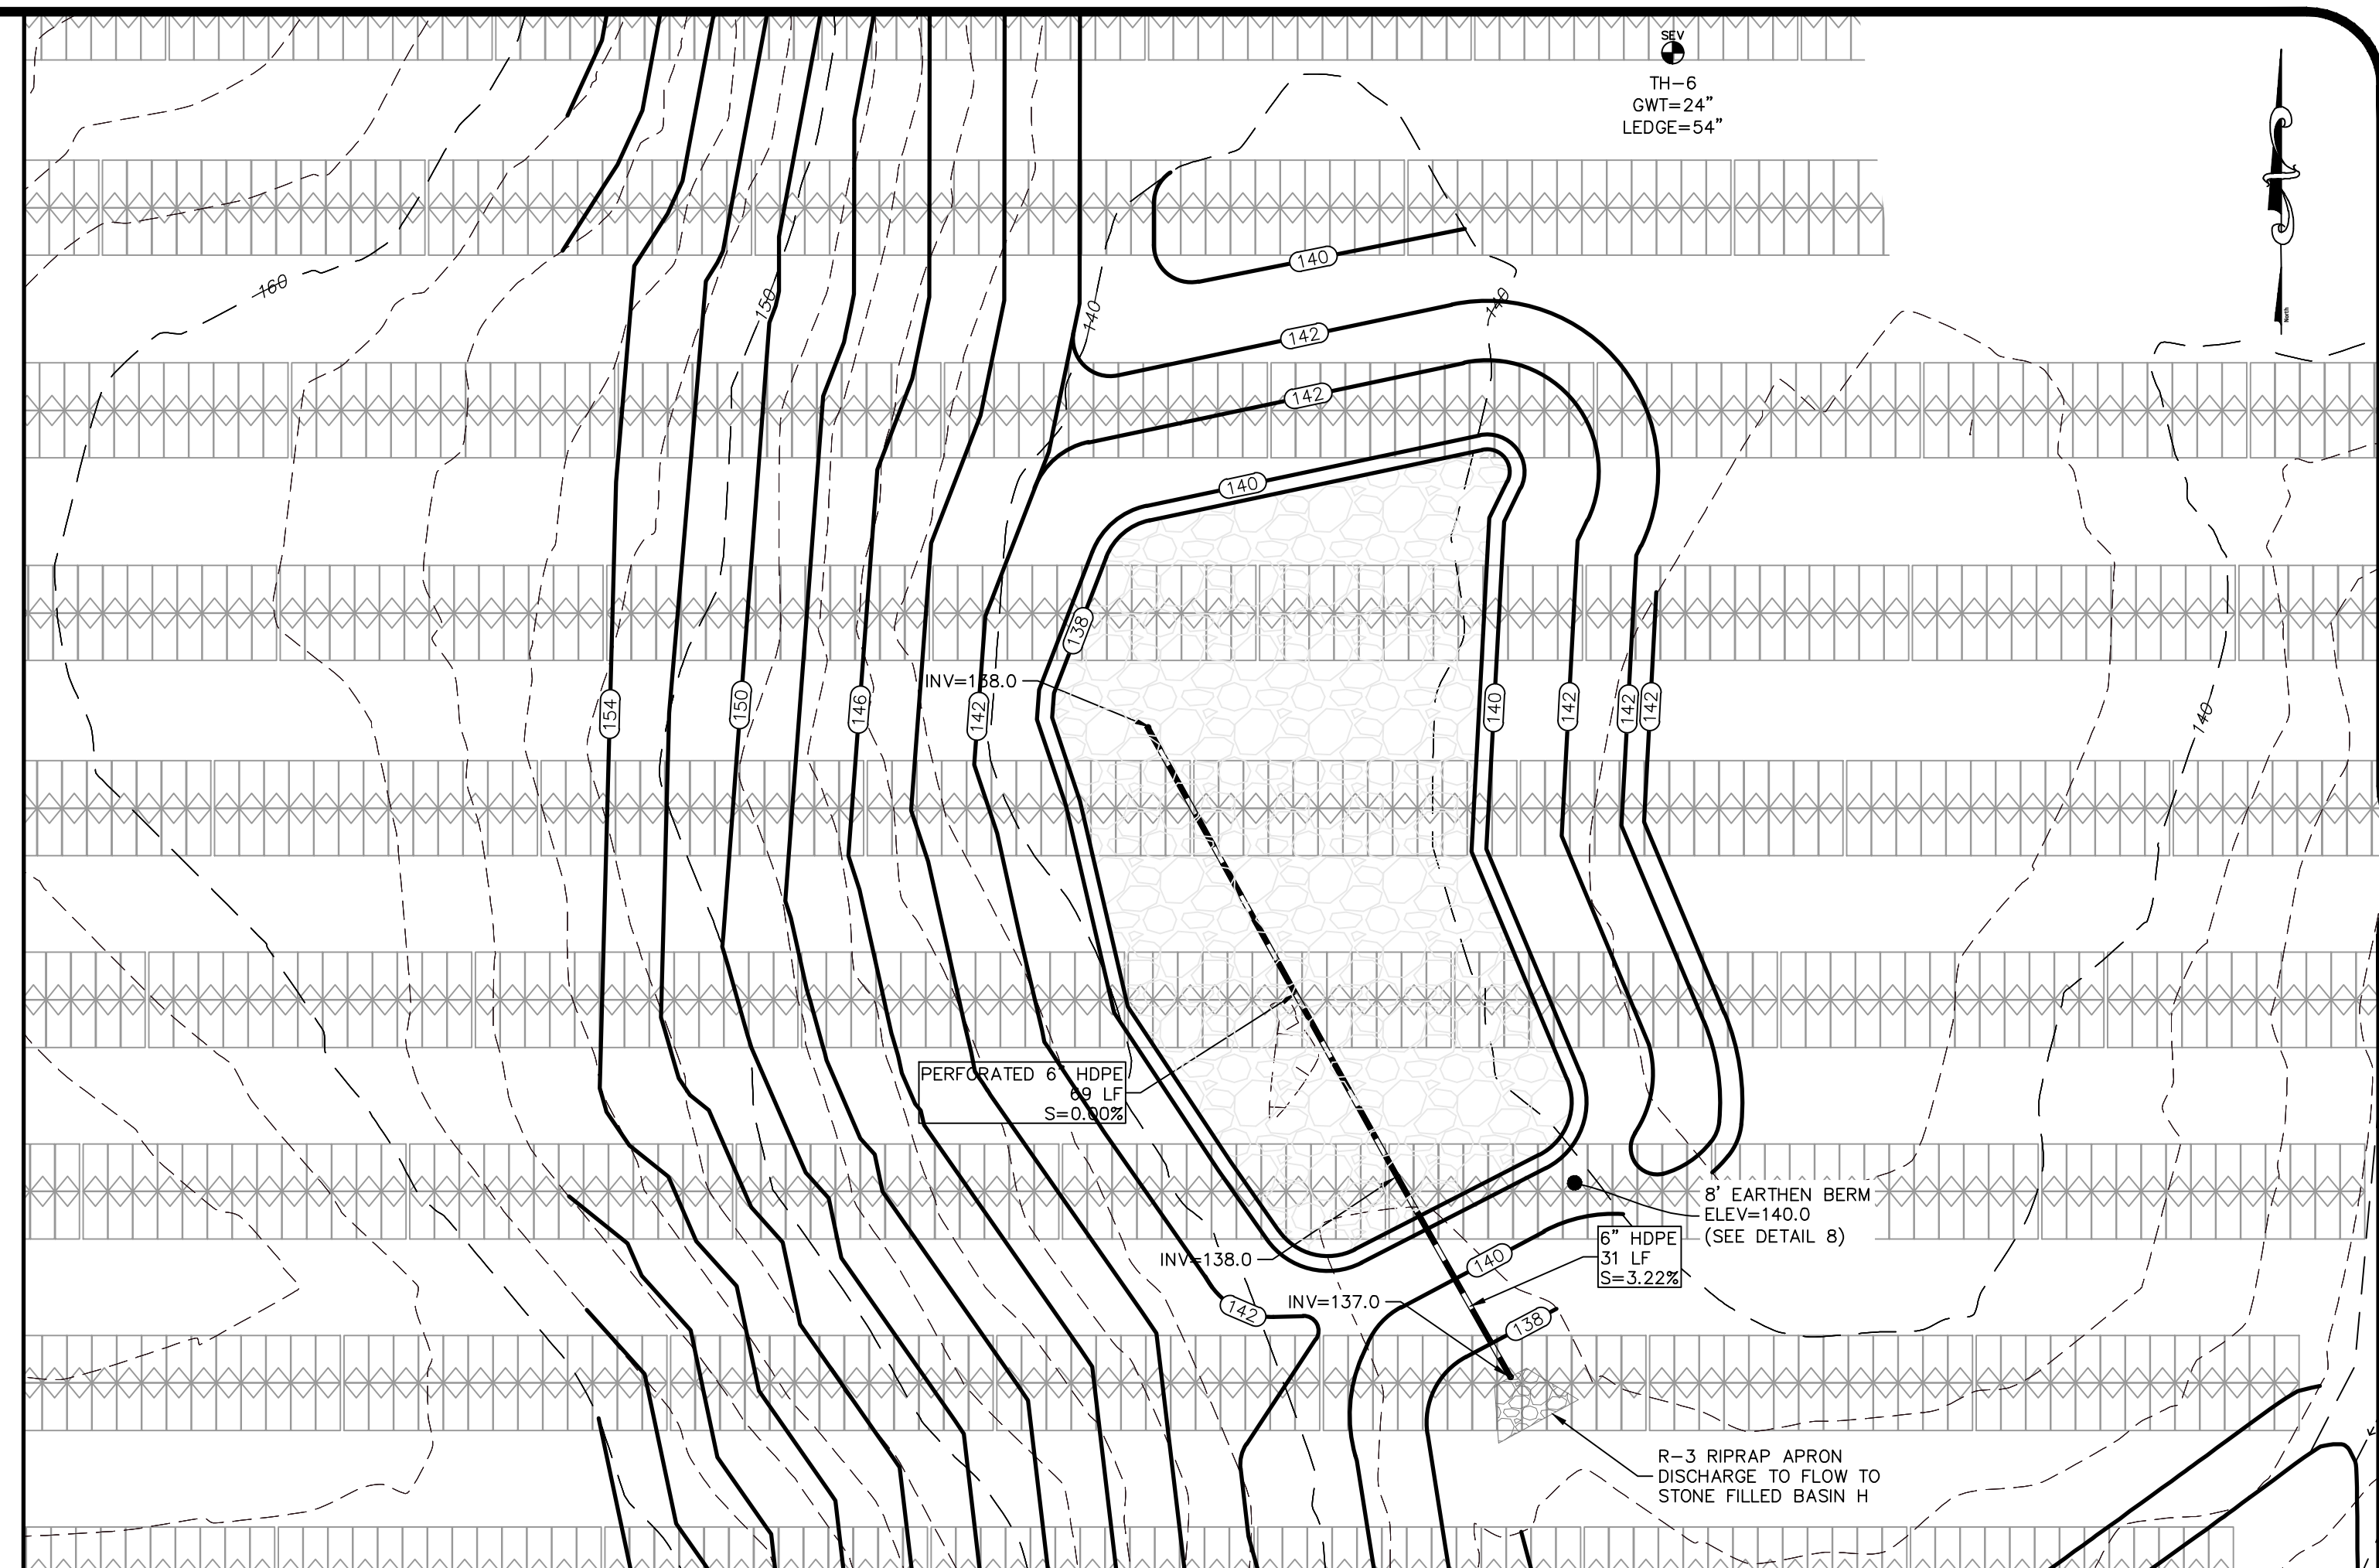 SEV
TH-6
GWT=24"
LEDGE=54"
North
160
150
140
140
140
142
142
140
138
INV=138.0
154
150
146
142
140
142
142
142
140
PERFORATED 6" HDPE
69 LF
S=0.00%
8' EARTHEN BERM
ELEV=140.0
(SEE DETAIL 8)
6" HDPE
31 LF
S=3.22%
INV=138.0
140
INV=137.0
142
138
R-3 RIPRAP APRON
DISCHARGE TO FLOW TO
STONE FILLED BASIN H